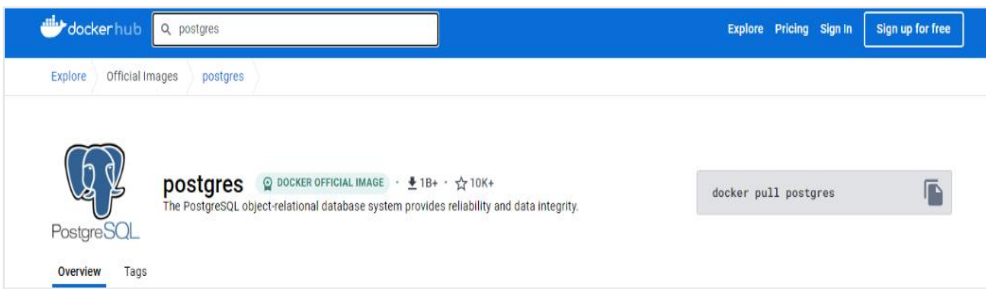 dockerhub postgres Explore Pricing Sign In Sign up for free
Explore Official Images postgres
postgres DOCKER OFFICIAL IMAGE · 1B+ · 10K+
The PostgreSQL object-relational database system provides reliability and data integrity.
docker pull postgres
PostgreSQL
Overview Tags